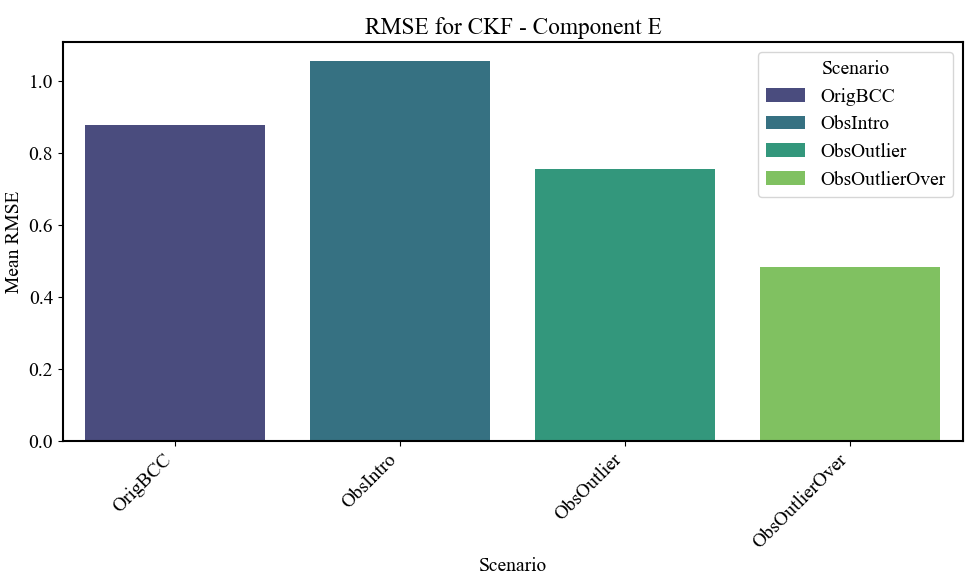 RMSE for CKF - Component E
Mean RMSE
1.0
0.8
0.6
0.4
0.2
0.0
Scenario
OrigBCC
ObsIntro
ObsOutlier
ObsOutlierOver
OrigBCC
ObsIntro
ObsOutlier
ObsOutlierOver
Scenario